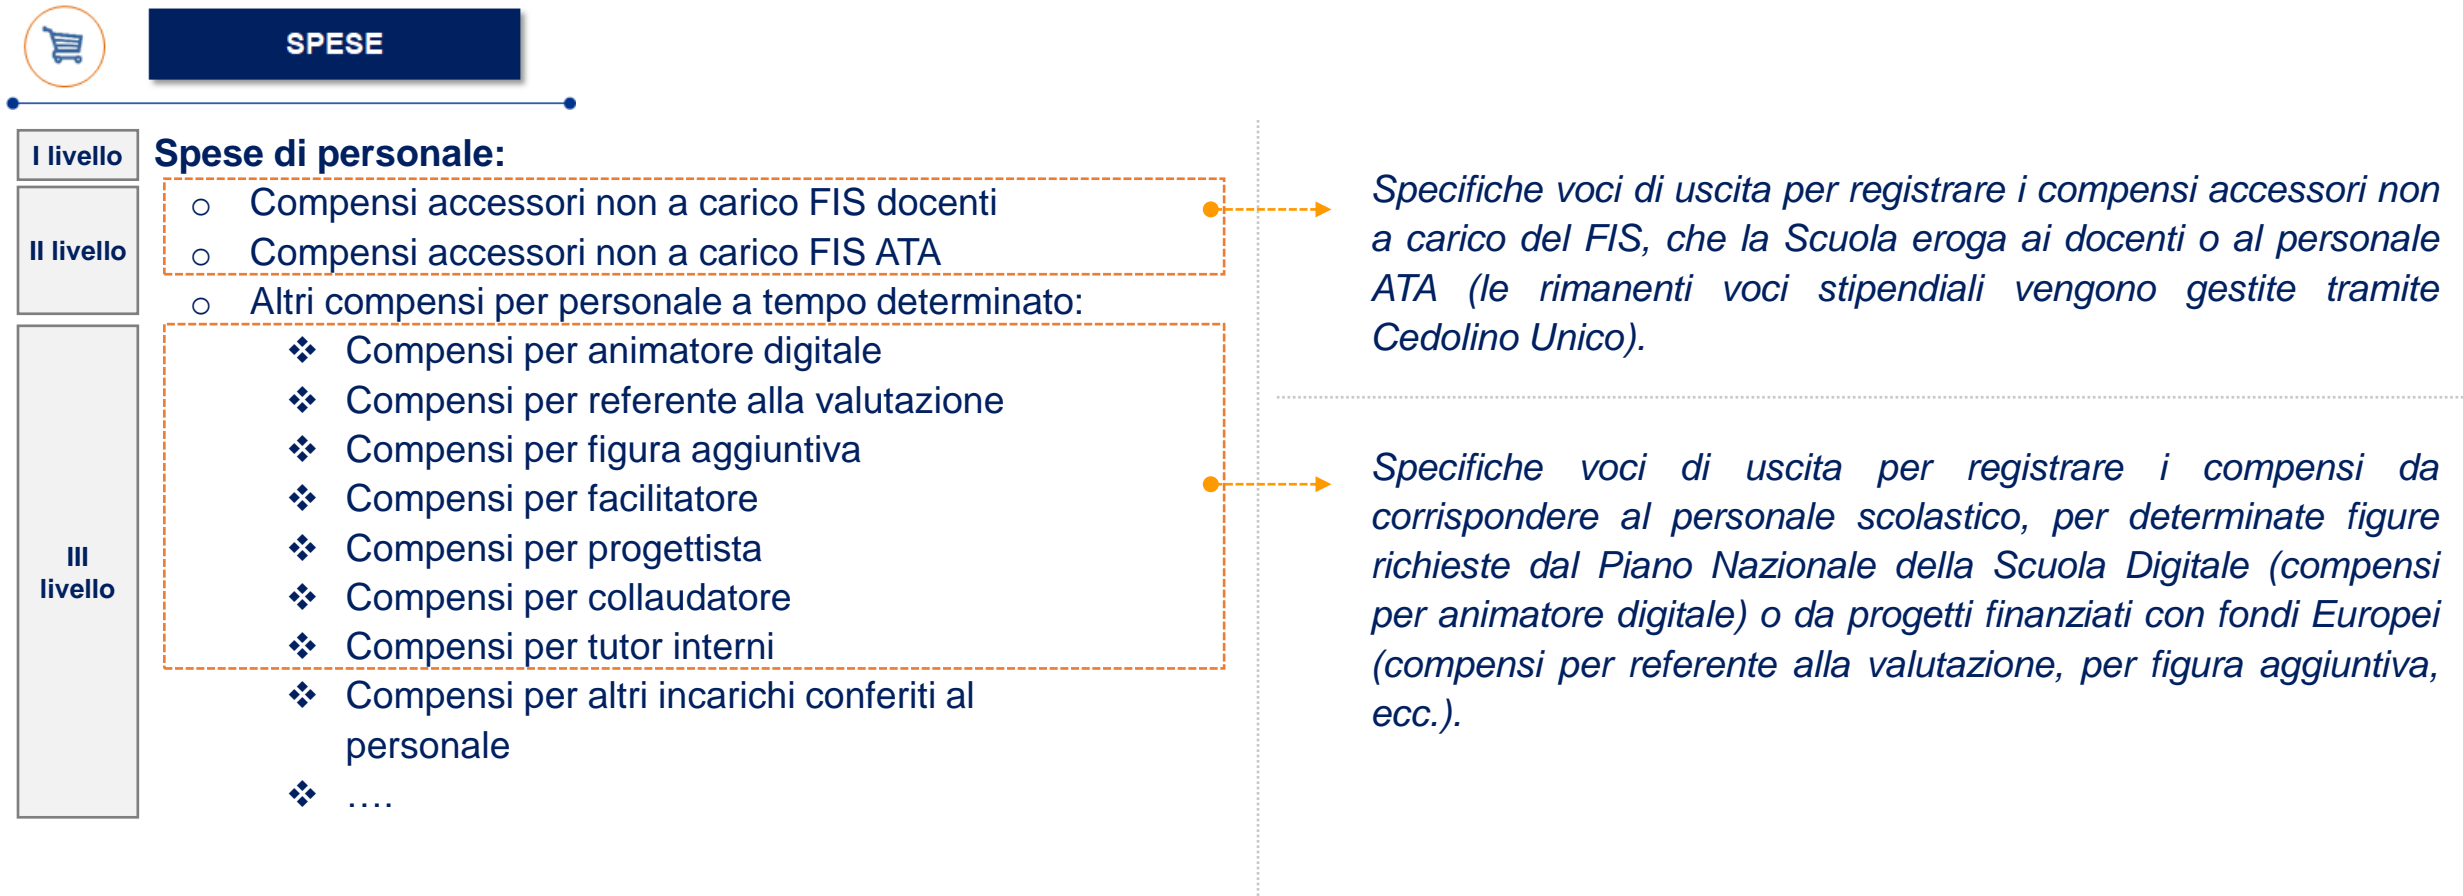 SPESE
I livello
Spese di personale:
II livello
o Compensi accessori non a carico FIS docenti
o Compensi accessori non a carico FIS ATA
o Altri compensi per personale a tempo determinato:
III
livello
❖ Compensi per animatore digitale
❖ Compensi per referente alla valutazione
❖ Compensi per figura aggiuntiva
❖ Compensi per facilitatore
❖ Compensi per progettista
❖ Compensi per collaudatore
❖ Compensi per tutor interni
❖ Compensi per altri incarichi conferiti al
personale
❖ ….
Specifiche voci di uscita per registrare i compensi accessori non
a carico del FIS, che la Scuola eroga ai docenti o al personale
ATA (le rimanenti voci stipendiali vengono gestite tramite
Cedolino Unico).
Specifiche voci di uscita per registrare i compensi da
corrispondere al personale scolastico, per determinate figure
richieste dal Piano Nazionale della Scuola Digitale (compensi
per animatore digitale) o da progetti finanziati con fondi Europei
(compensi per referente alla valutazione, per figura aggiuntiva,
ecc.).